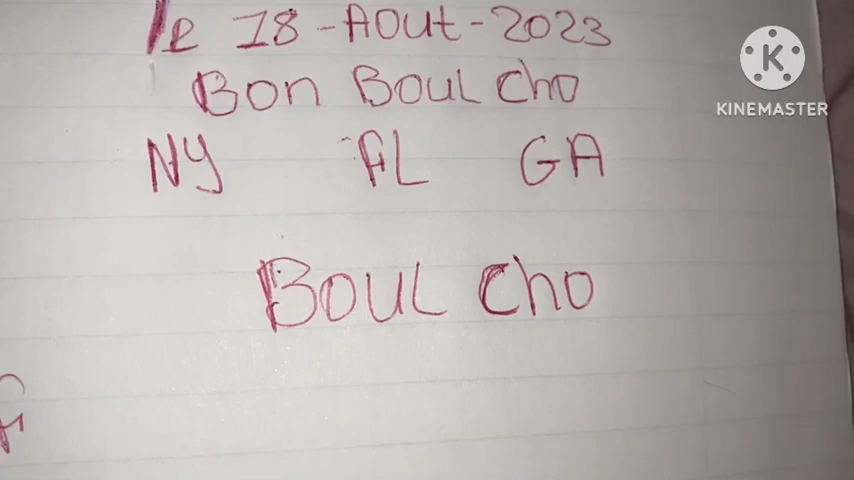 le 18-Aout-2023
KINEMASTER
Bon Boul cho
NY FL GA
Boul cho